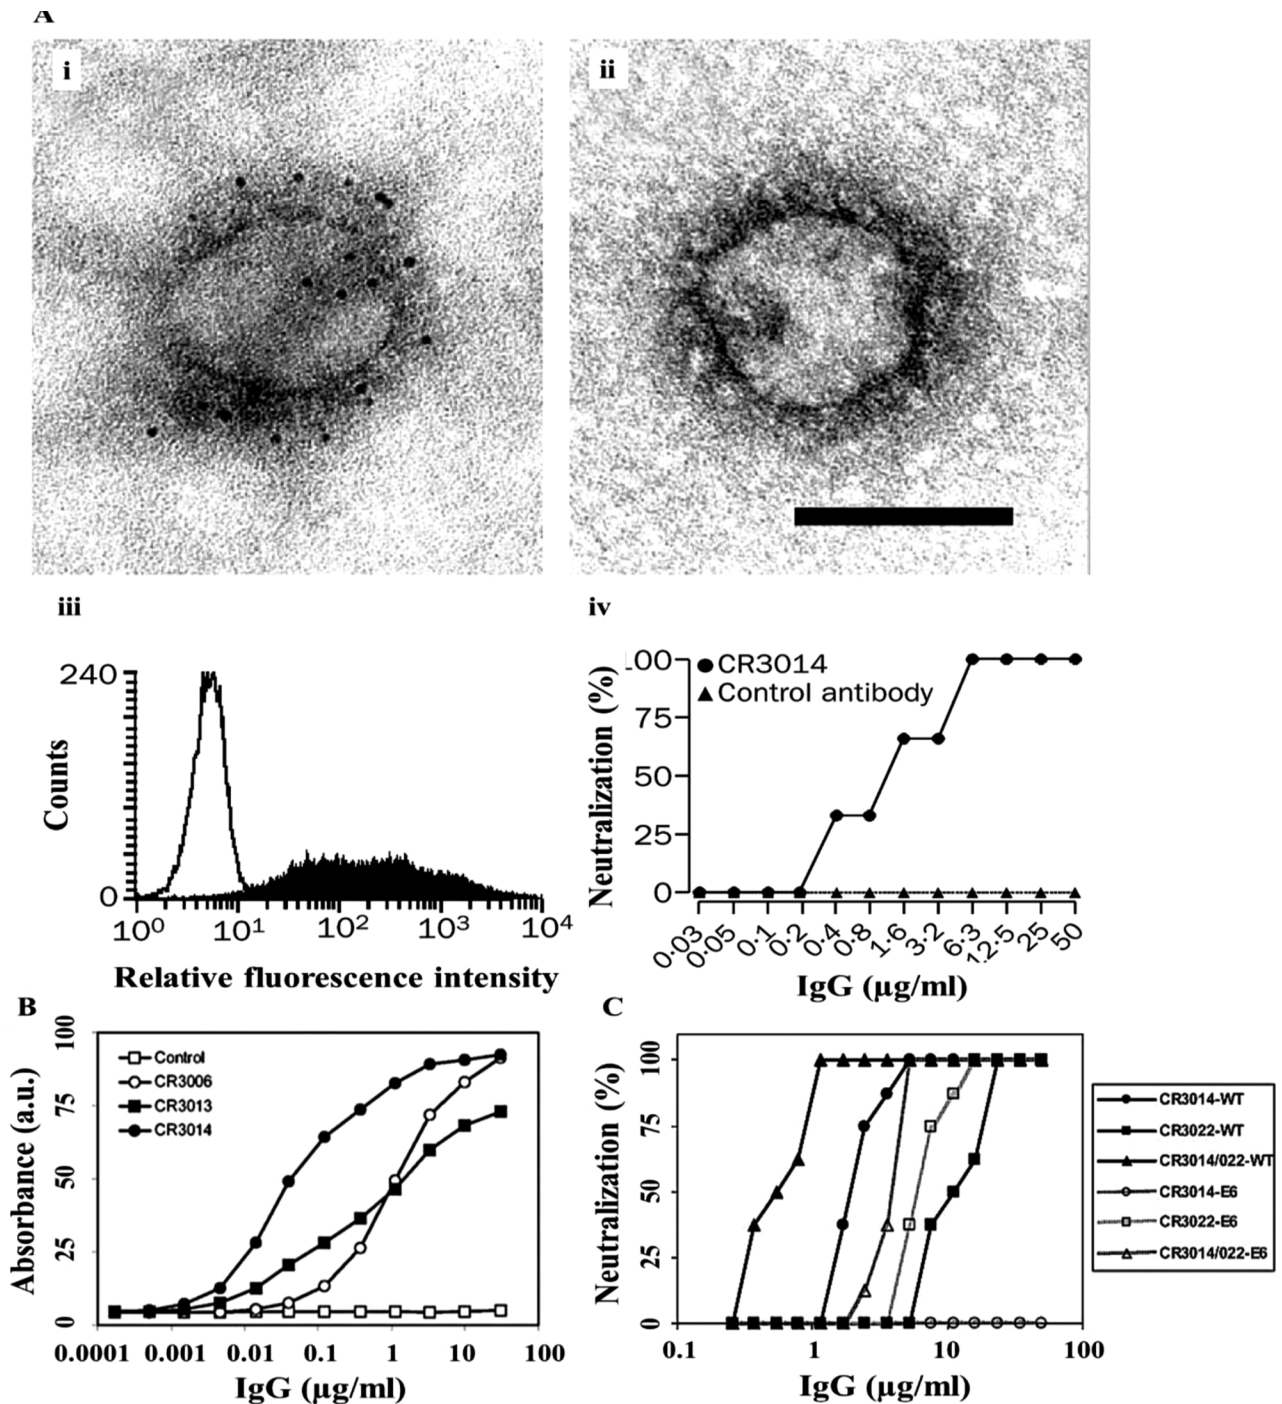 A
i
ii
iii
240
Counts
0
10⁰ 10¹ 10² 10³ 10⁴
Relative fluorescence intensity
iv
100
75
50
25
0
Neutralization (%)
CR3014
Control antibody
0·03 0·05 0·1 0·2 0·4 0·8 1·6 3·2 6·3 12·5 25 50
IgG (µg/ml)
B
100
75
50
25
0
Absorbance (a.u.)
Control
CR3006
CR3013
CR3014
0.0001 0.001 0.01 0.1 1 10 100
IgG (µg/ml)
C
100
75
50
25
0
Neutralization (%)
0.1 1 10 100
IgG (µg/ml)
CR3014-WT
CR3022-WT
CR3014/022-WT
CR3014-E6
CR3022-E6
CR3014/022-E6